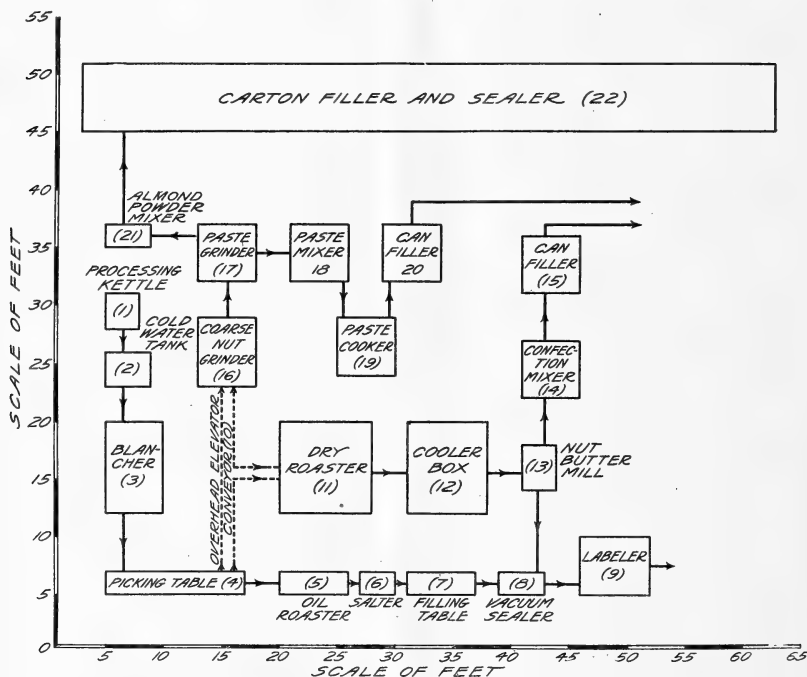 55
50
45
40
35
30
25
20
15
10
5
0
SCALE OF FEET
CARTON FILLER AND SEALER (22)
ALMOND
POWDER
MIXER
(21)
PASTE
GRINDER
(17)
PASTE
MIXER
18
CAN
FILLER
20
CAN
FILLER
(15)
PROCESSING
KETTLE
(1)
COLD
WATER
TANK
(2)
COARSE
NUT
GRINDER
(16)
PASTE
COOKER
(19)
CONFEC-
TION
MIXER
(14)
BLAN-
CHER
(3)
OVERHEAD ELEVATOR
CONVEYOR (10)
DRY
ROASTER
(11)
COOLER
BOX
(12)
(13)
NUT
BUTTER
MILL
PICKING TABLE (4)
(5)
OIL
ROASTER
(6)
SALTER
(7)
FILLING
TABLE
(8)
VACUUM
SEALER
LABELER
(9)
5 10 15 20 25 30 35 40 45 50 55 60 65
SCALE OF FEET